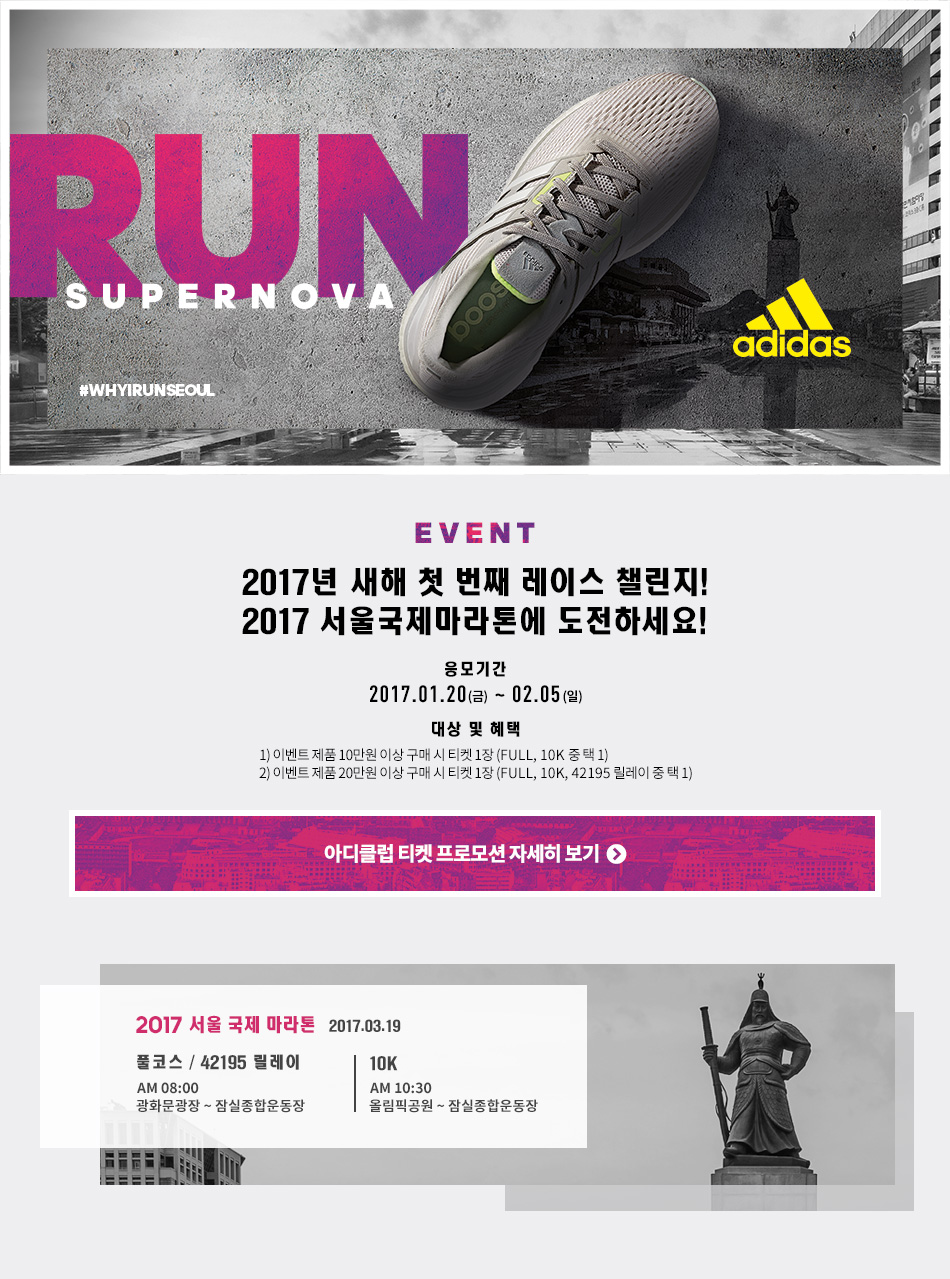 RUN
SUPERNOVA
boos
adidas
#WHYIRUNSEOUL
EVENT
2017년 새해 첫 번째 레이스 챌린지!
2017 서울국제마라톤에 도전하세요!
응모기간
2017.01.20(금) ~ 02.05(일)
대상 및 혜택
1) 이벤트 제품 10만원 이상 구매 시 티켓 1장 (FULL, 10K 중 택 1)
2) 이벤트 제품 20만원 이상 구매 시 티켓 1장 (FULL, 10K, 42195 릴레이 중 택 1)
아디클럽 티켓 프로모션 자세히 보기
2017 서울 국제 마라톤 2017.03.19
풀코스 / 42195 릴레이
AM 08:00
광화문광장 ~ 잠실종합운동장
10K
AM 10:30
올림픽공원 ~ 잠실종합운동장